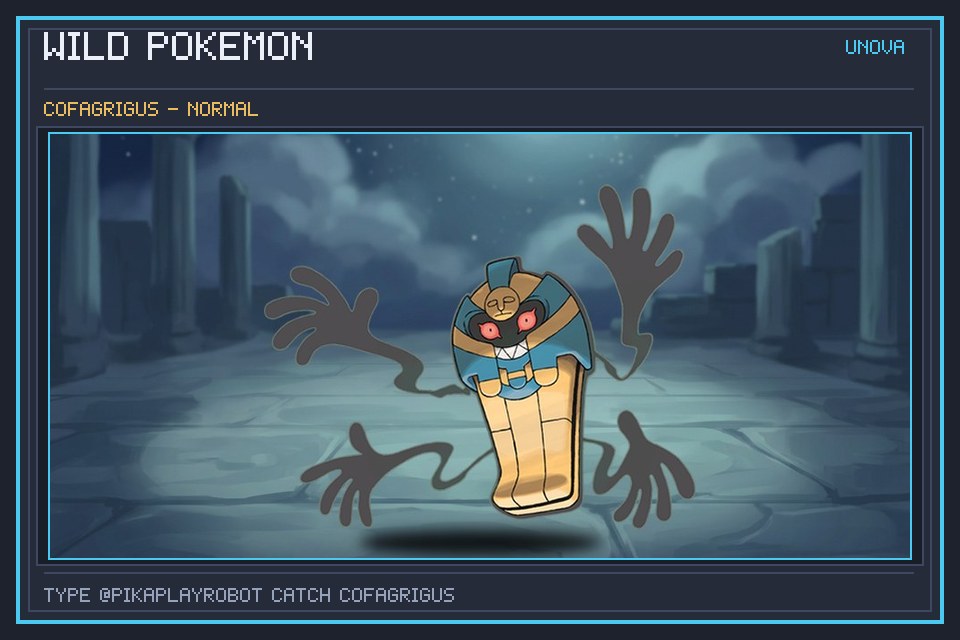 WILD POKEMON
UNOVA
COFAGRIGUS - NORMAL
TYPE @PIKAPLAYROBOT CATCH COFAGRIGUS